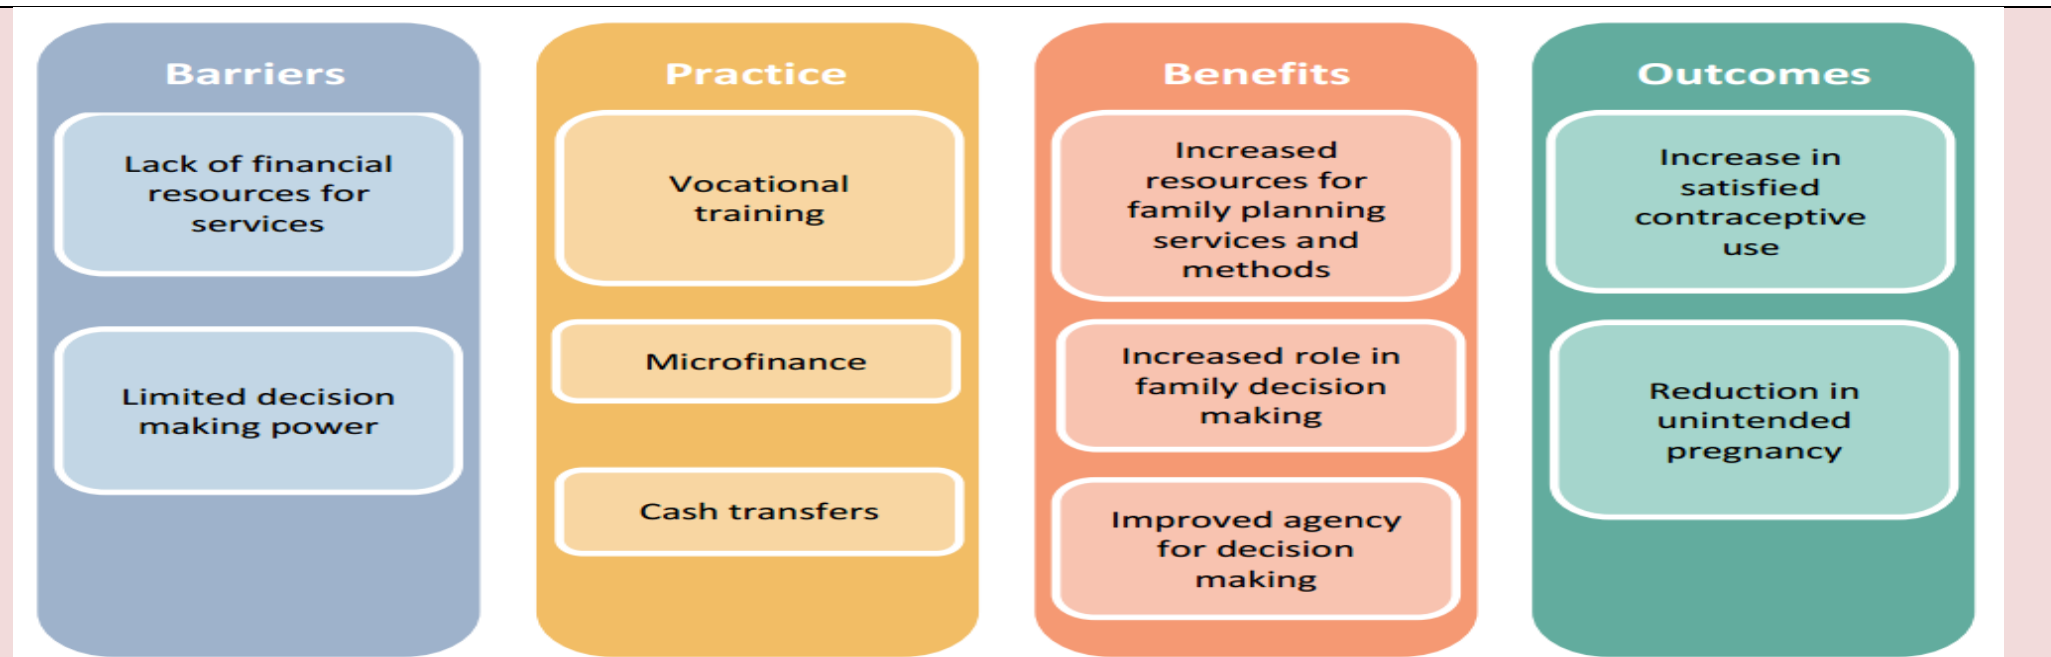 Barriers
Lack of financial
resources for
services
Limited decision
making power
Practice
Vocational
training
Microfinance
Cash transfers
Benefits
Increased
resources for
family planning
services and
methods
Increased role in
family decision
making
Improved agency
for decision
making
Outcomes
Increase in
satisfied
contraceptive
use
Reduction in
unintended
pregnancy